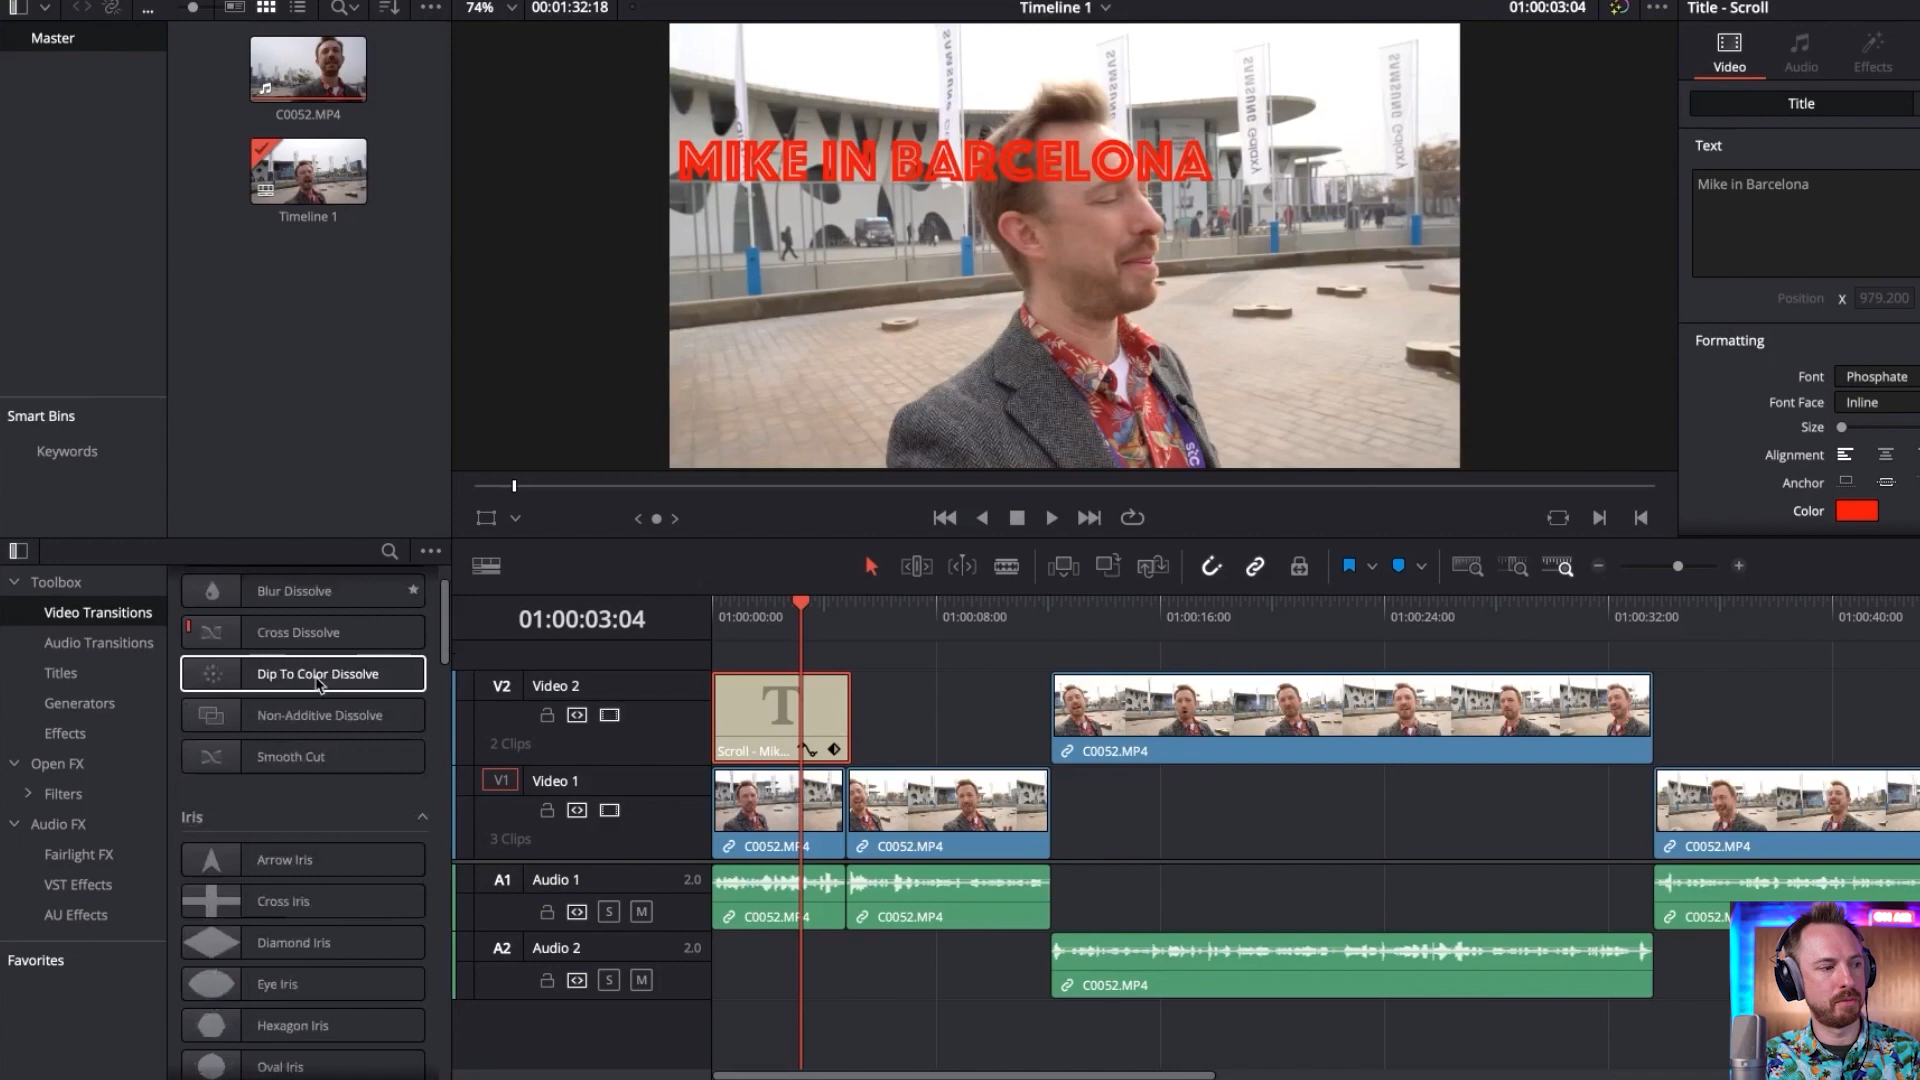 ...
74%
00:01:32:18
Timeline 1
01:00:03:04
...
Title - Scroll
Master
C0052.MP4
Timeline 1
SAMSUNG
SAMSUNG
SAMSUNG Galaxy
SAMSUNG Galaxy
MIKE IN BARCELONA
Video
Audio
Effects
Title
Text
Mike in Barcelona
Position X 979.200
Formatting
Font Phosphate
Font Face Inline
Size
Alignment
Anchor
Color
Smart Bins
Keywords
Toolbox
Video Transitions
Audio Transitions
Titles
Generators
Effects
Open FX
Filters
Audio FX
Fairlight FX
VST Effects
AU Effects
Favorites
Blur Dissolve
Cross Dissolve
Dip To Color Dissolve
Non-Additive Dissolve
Smooth Cut
Iris
Arrow Iris
Cross Iris
Diamond Iris
Eye Iris
Hexagon Iris
Oval Iris
01:00:03:04
01:00:00:00
01:00:08:00
01:00:16:00
01:00:24:00
01:00:32:00
01:00:40:00
V2 Video 2
2 Clips
T
Scroll - Mik...
C0052.MP4
V1 Video 1
3 Clips
C0052.MP4
C0052.MP4
C0052.MP4
A1 Audio 1 2.0
S M
C0052.MP4
C0052.MP4
A2 Audio 2 2.0
S M
C0052.MP4
ON AIR